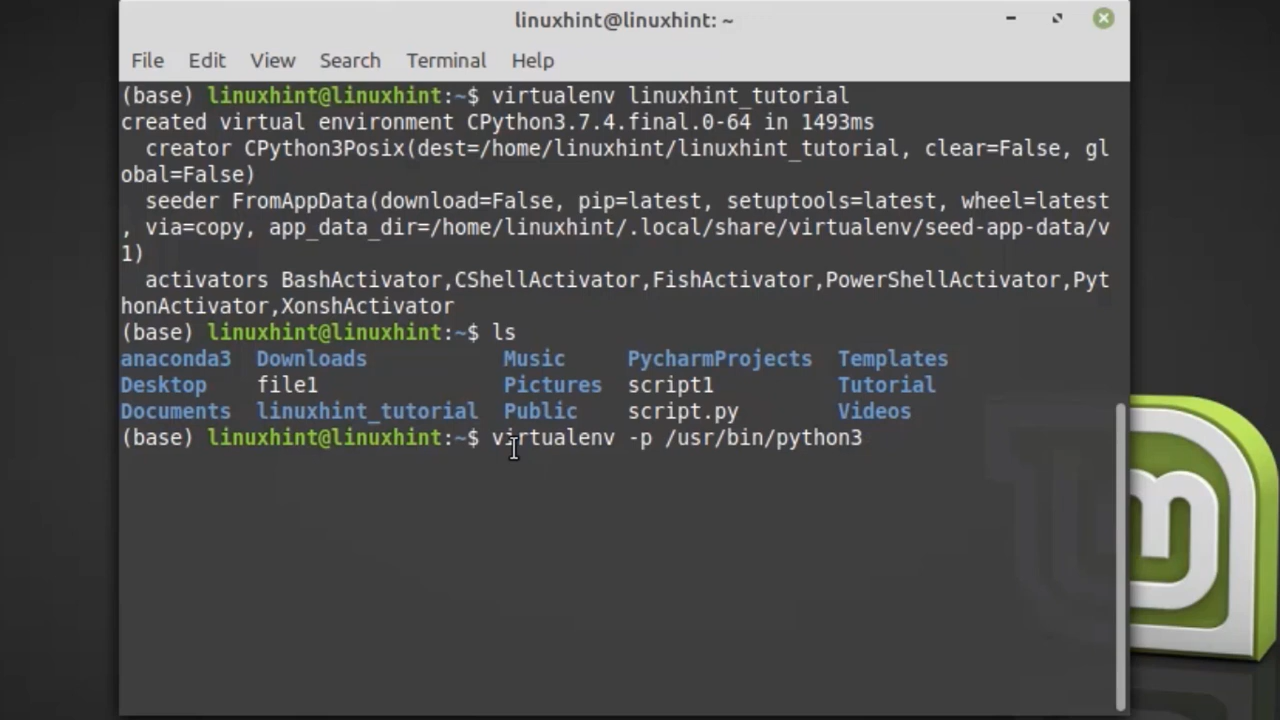 linuxhint@linuxhint: ~
File Edit View Search Terminal Help
(base) linuxhint@linuxhint:~$ virtualenv linuxhint_tutorial
created virtual environment CPython3.7.4.final.0-64 in 1493ms
  creator CPython3Posix(dest=/home/linuxhint/linuxhint_tutorial, clear=False, gl
obal=False)
  seeder FromAppData(download=False, pip=latest, setuptools=latest, wheel=latest
, via=copy, app_data_dir=/home/linuxhint/.local/share/virtualenv/seed-app-data/v
1)
  activators BashActivator,CShellActivator,FishActivator,PowerShellActivator,Pyt
honActivator,XonshActivator
(base) linuxhint@linuxhint:~$ ls
anaconda3  Downloads           Music     PycharmProjects  Templates
Desktop    file1               Pictures  script1          Tutorial
Documents  linuxhint_tutorial  Public    script.py        Videos
(base) linuxhint@linuxhint:~$ virtualenv -p /usr/bin/python3